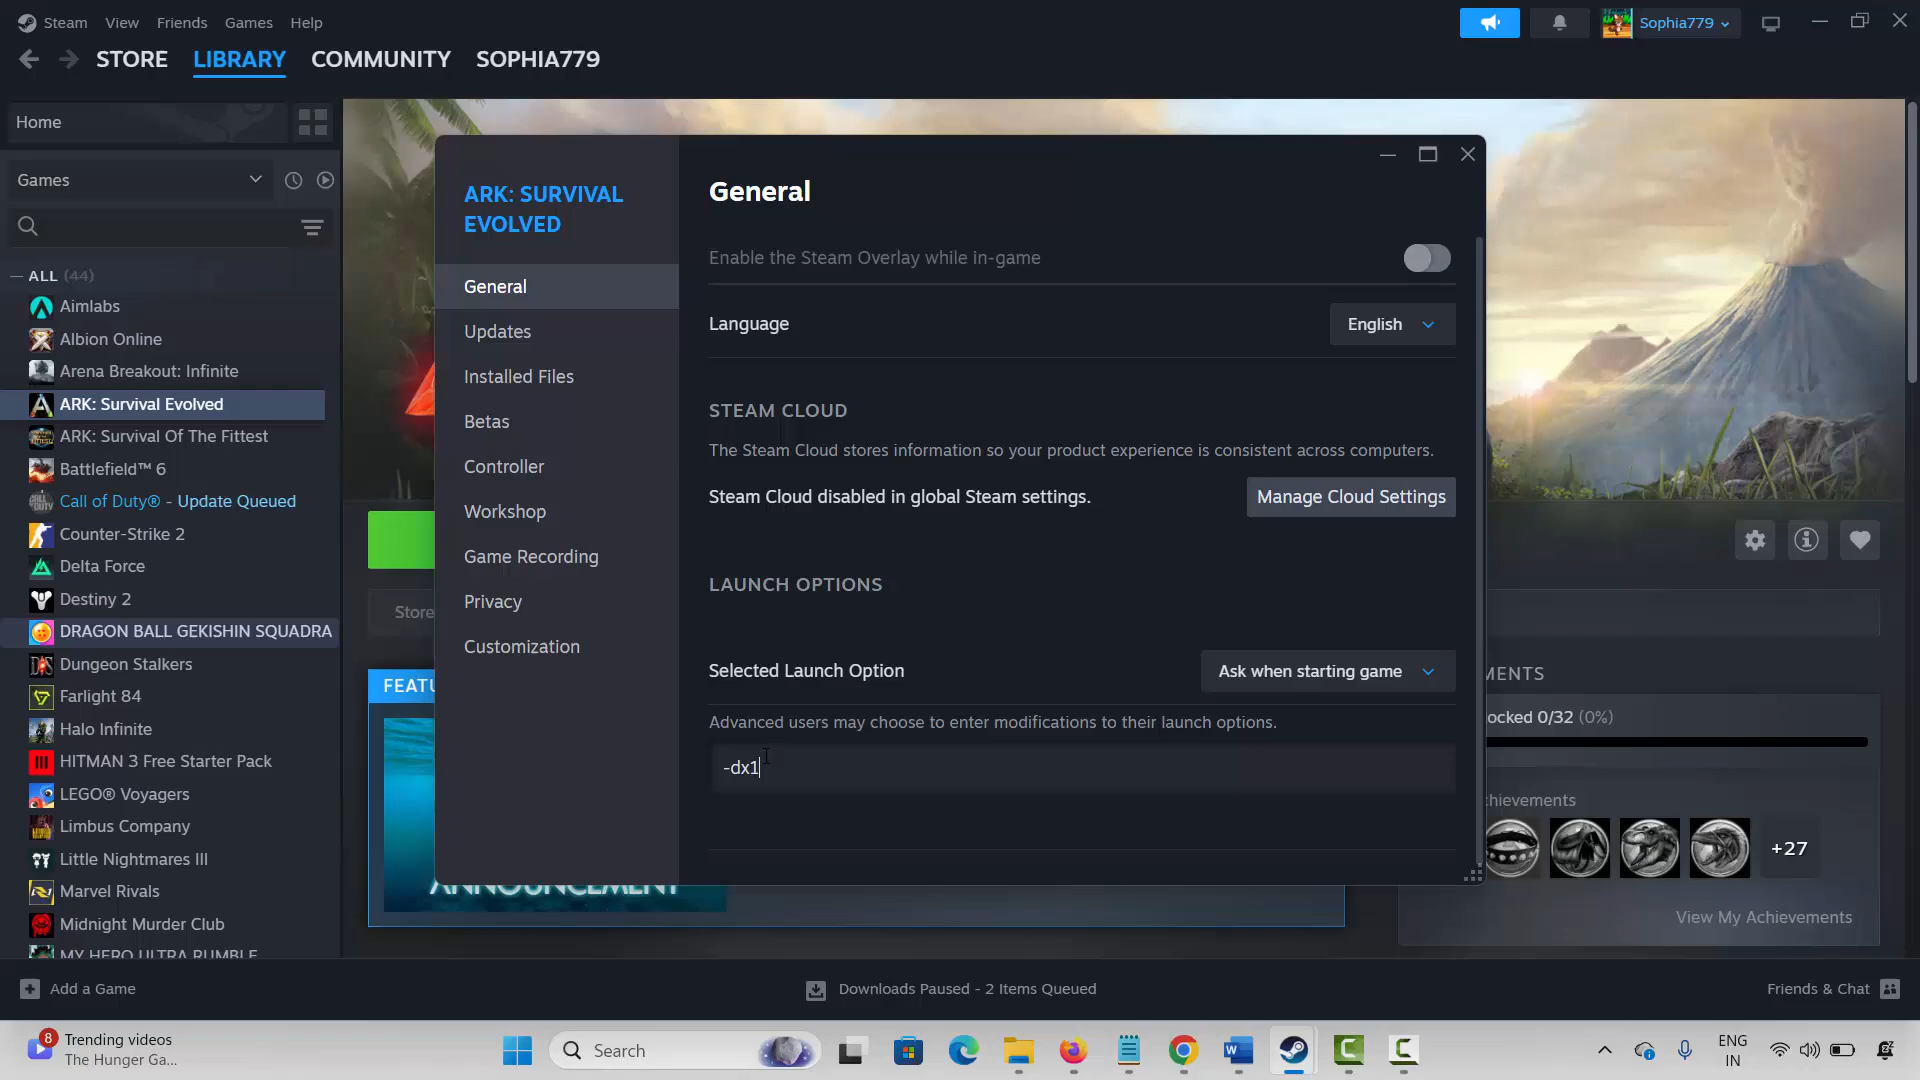 Steam View Friends Games Help
Sophia779
STORE LIBRARY COMMUNITY SOPHIA779
Home
Games
ALL (44)
Aimlabs
Albion Online
Arena Breakout: Infinite
ARK: Survival Evolved
ARK: Survival Of The Fittest
Battlefield™ 6
Call of Duty® - Update Queued
Counter-Strike 2
Delta Force
Destiny 2
DRAGON BALL GEKISHIN SQUADRA
Dungeon Stalkers
Farlight 84
Halo Infinite
HITMAN 3 Free Starter Pack
LEGO® Voyagers
Limbus Company
Little Nightmares III
Marvel Rivals
Midnight Murder Club
MY HERO ULTRA RUMBLE
ARK: SURVIVAL
EVOLVED
General
Updates
Installed Files
Betas
Controller
Workshop
Game Recording
Privacy
Customization
General
Enable the Steam Overlay while in-game
Language
English
STEAM CLOUD
The Steam Cloud stores information so your product experience is consistent across computers.
Steam Cloud disabled in global Steam settings.
Manage Cloud Settings
LAUNCH OPTIONS
Selected Launch Option
Ask when starting game
Advanced users may choose to enter modifications to their launch options.
-dx1
Store
FEATU
ANNOUNCEMENT
MENTS
ocked 0/32 (0%)
chievements
+27
View My Achievements
Add a Game
Downloads Paused - 2 Items Queued
Friends & Chat
8
Trending videos
The Hunger Ga...
Search
ENG
IN